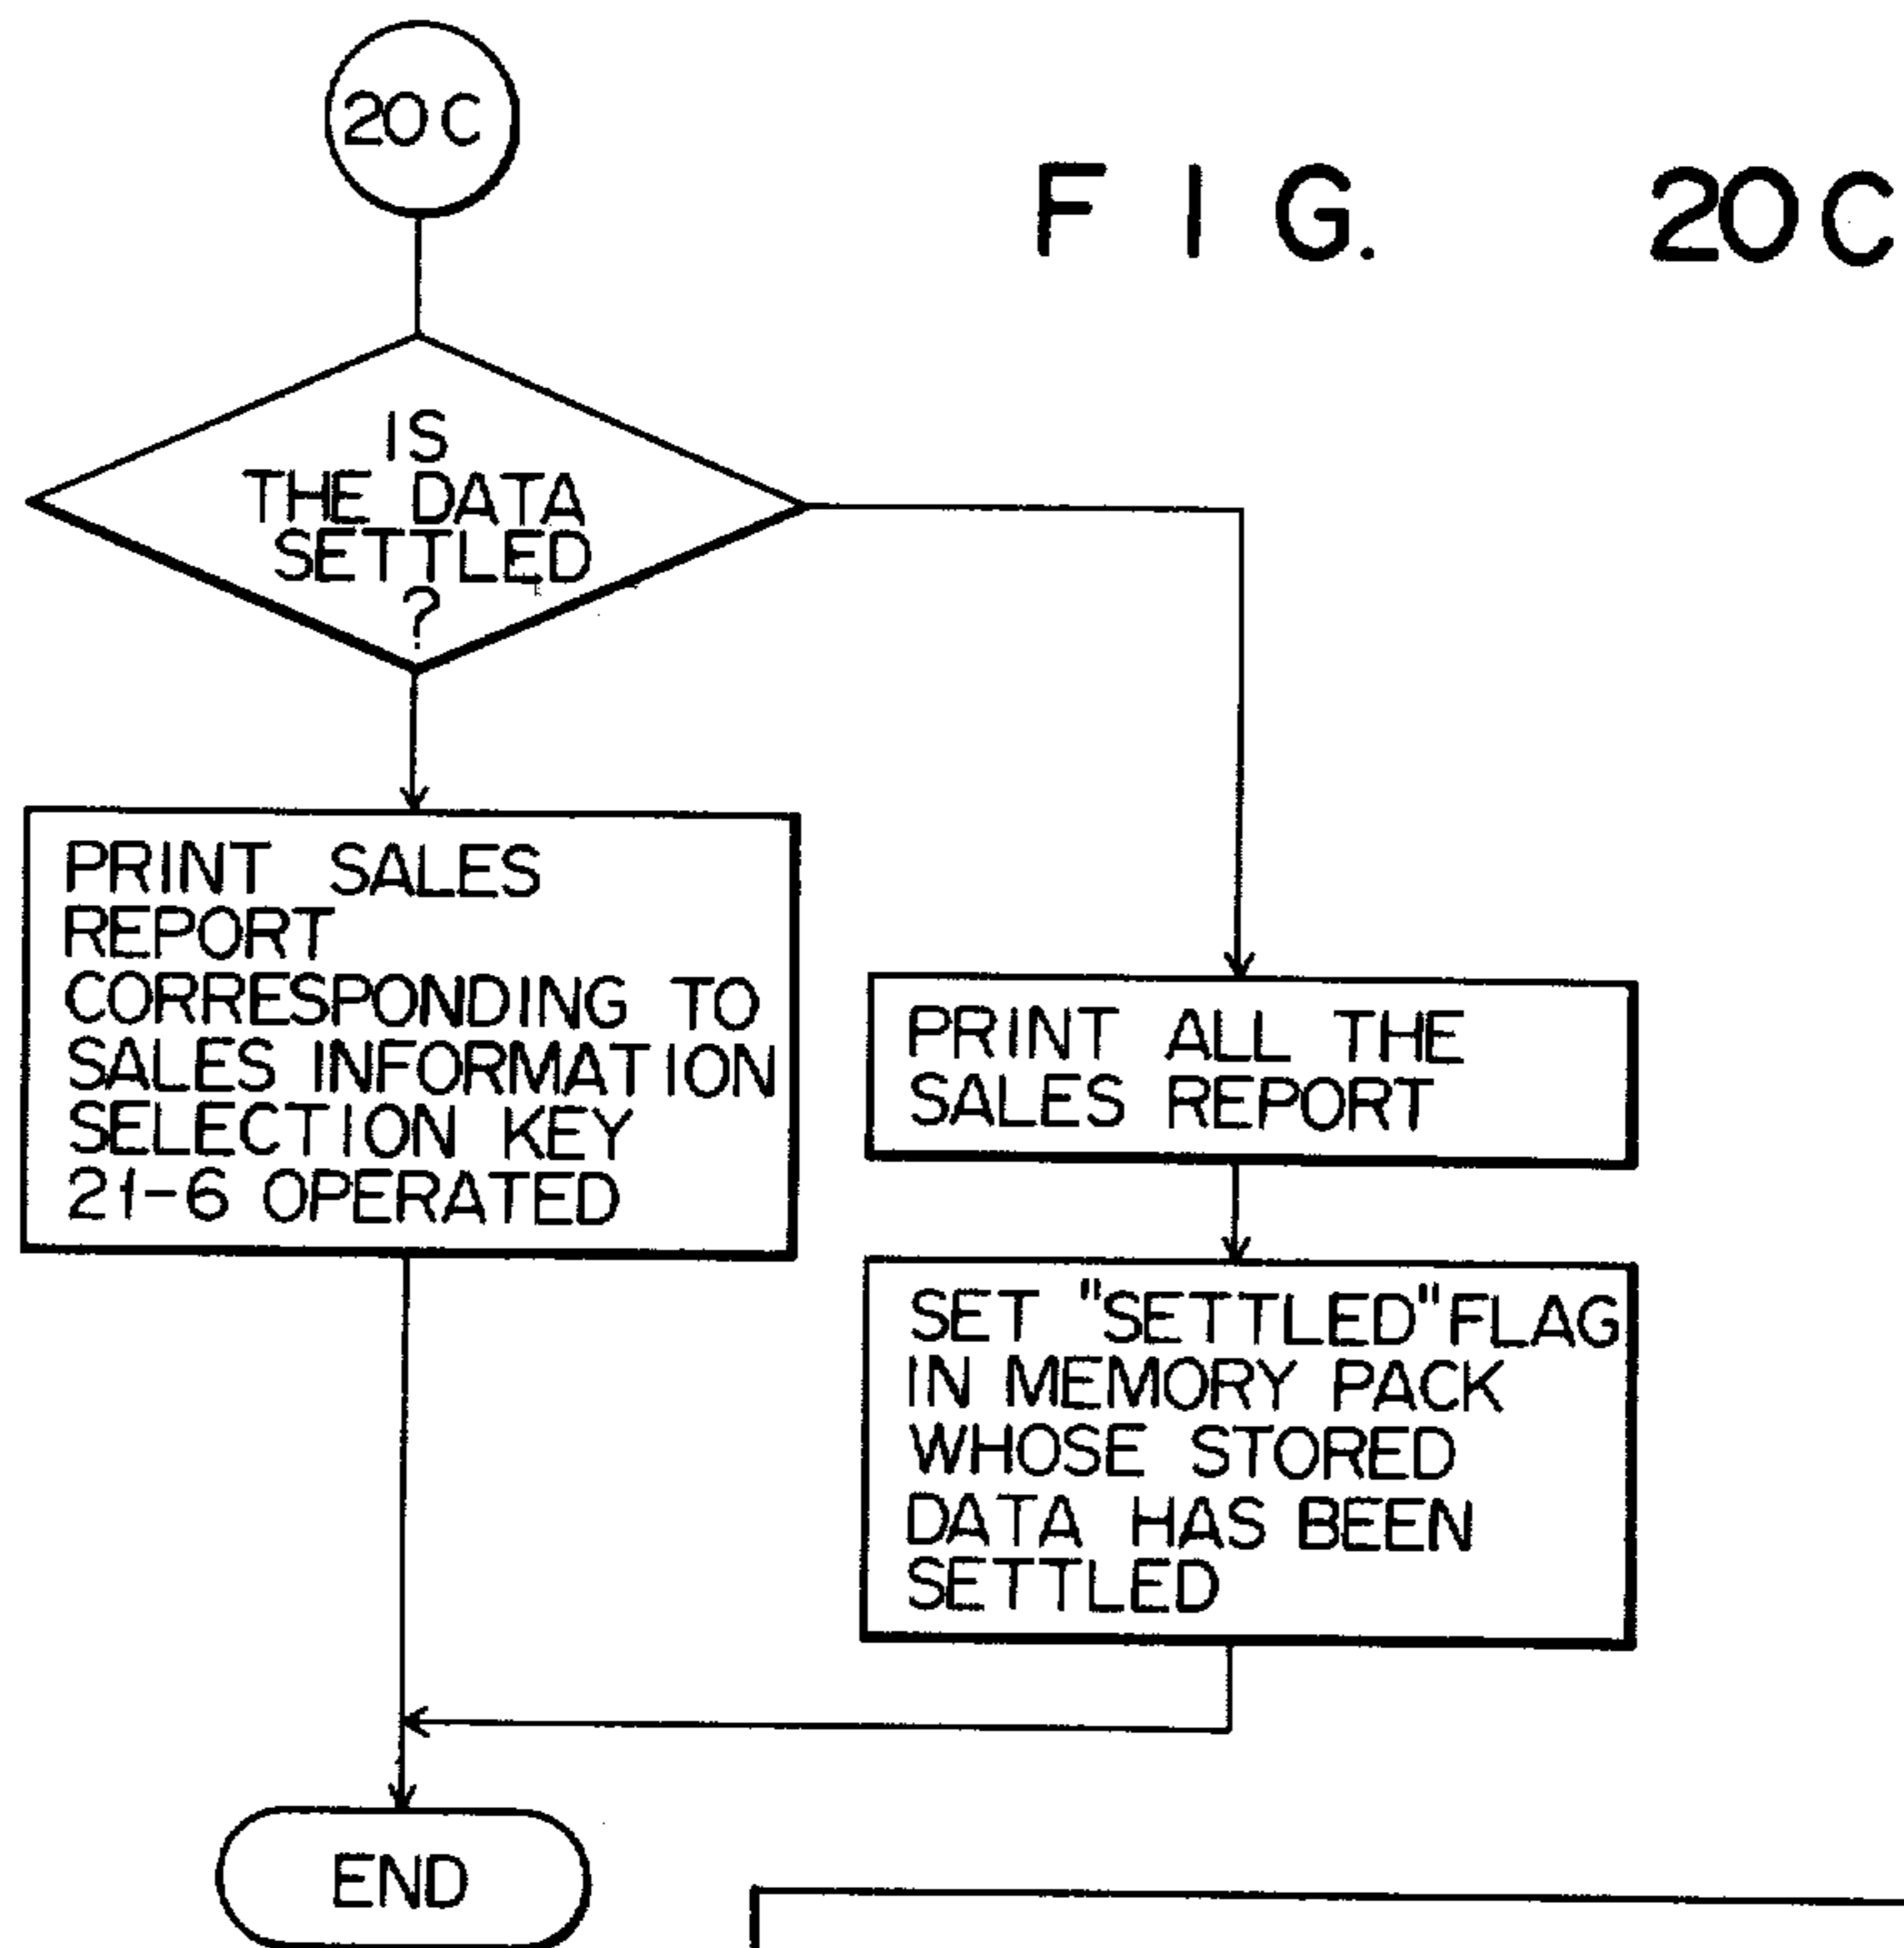 20C
FIG. 20C
IS
THE DATA
SETTLED
?
PRINT SALES
REPORT
CORRESPONDING TO
SALES INFORMATION
SELECTION KEY
21-6 OPERATED
PRINT ALL THE
SALES REPORT
SET "SETTLED" FLAG
IN MEMORY PACK
WHOSE STORED
DATA HAS BEEN
SETTLED
END